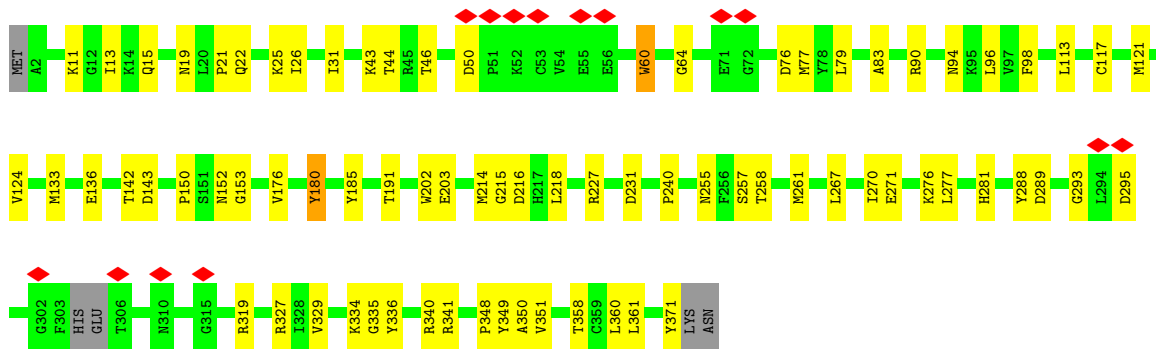 MET A2 K11 G12 I13 K14 Q15 N19 L20 P21 Q22 K25 I26 I31 K43 T44 R45 T46 D50 P51 K52 C53 V54 E55 E56 W60 G64 E71 G72 D76 M77 Y78 L79 A83 R90 N94 K95 L96 V97 F98 L113 C117 M121
V124 M133 E136 T142 D143 P150 S151 N152 G153 V176 Y180 Y185 T191 W202 E203 M214 G215 D216 H217 L218 R227 D231 P240 N255 F256 S257 T258 M261 L267 I270 E271 K276 L277 H281 Y288 D289 G293 L294 D295
G302 F303 HIS GLU T306 N310 G315 R319 R327 I328 V329 K334 G335 Y336 R340 R341 P348 Y349 A350 V351 T358 C359 L360 L361 Y371 LYS ASN